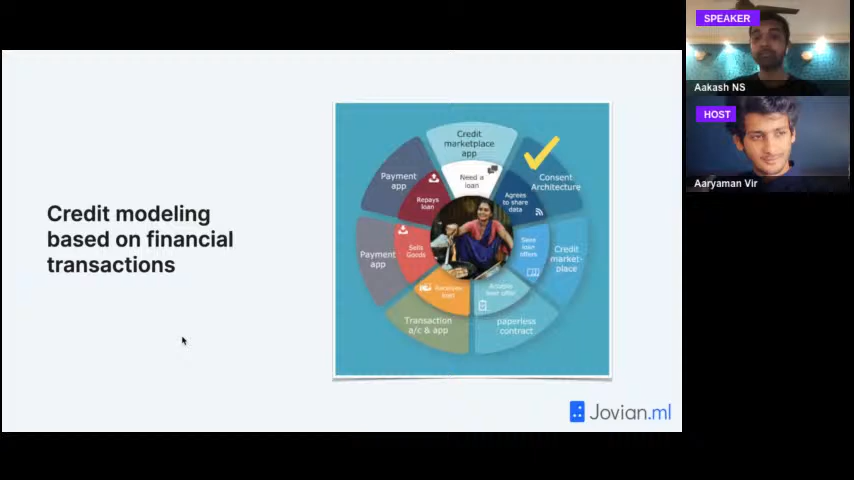 SPEAKER
Aakash NS
HOST
Aaryaman Vir
Credit modeling
based on financial
transactions
Credit
marketplace
app
Need a
loan
Consent
Architecture
Agrees
to share
data
Credit
market-
place
Sees
loan
offers
paperless
contract
Accepts
loan offer
Transaction
a/c & app
Receives
loan
Payment
app
Sells
Goods
Payment
app
Repays
loan
Jovian.ml